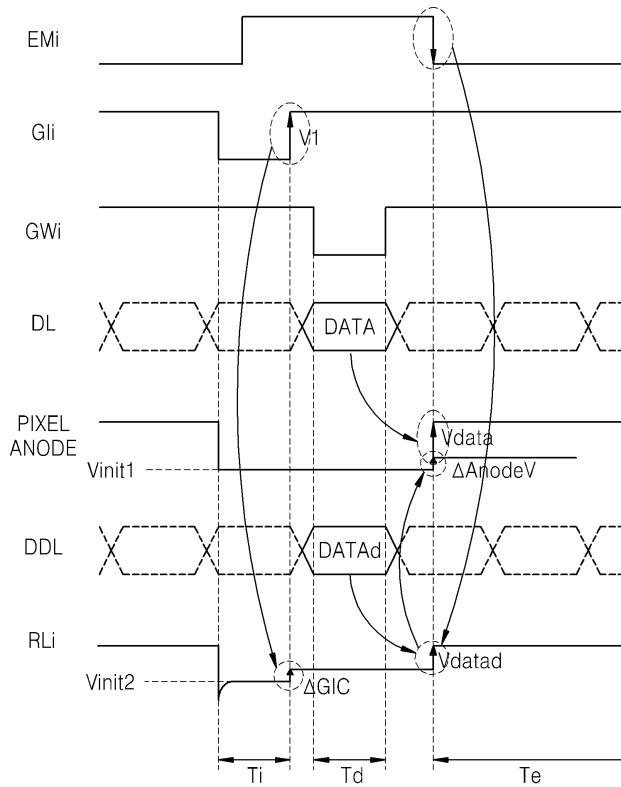 EMi
GIi
V1
GWi
DL
DATA
PIXEL
ANODE
Vdata
Vinit1
ΔAnodeV
DDL
DATAd
RLi
Vdatad
Vinit2
ΔGIC
Ti
Td
Te